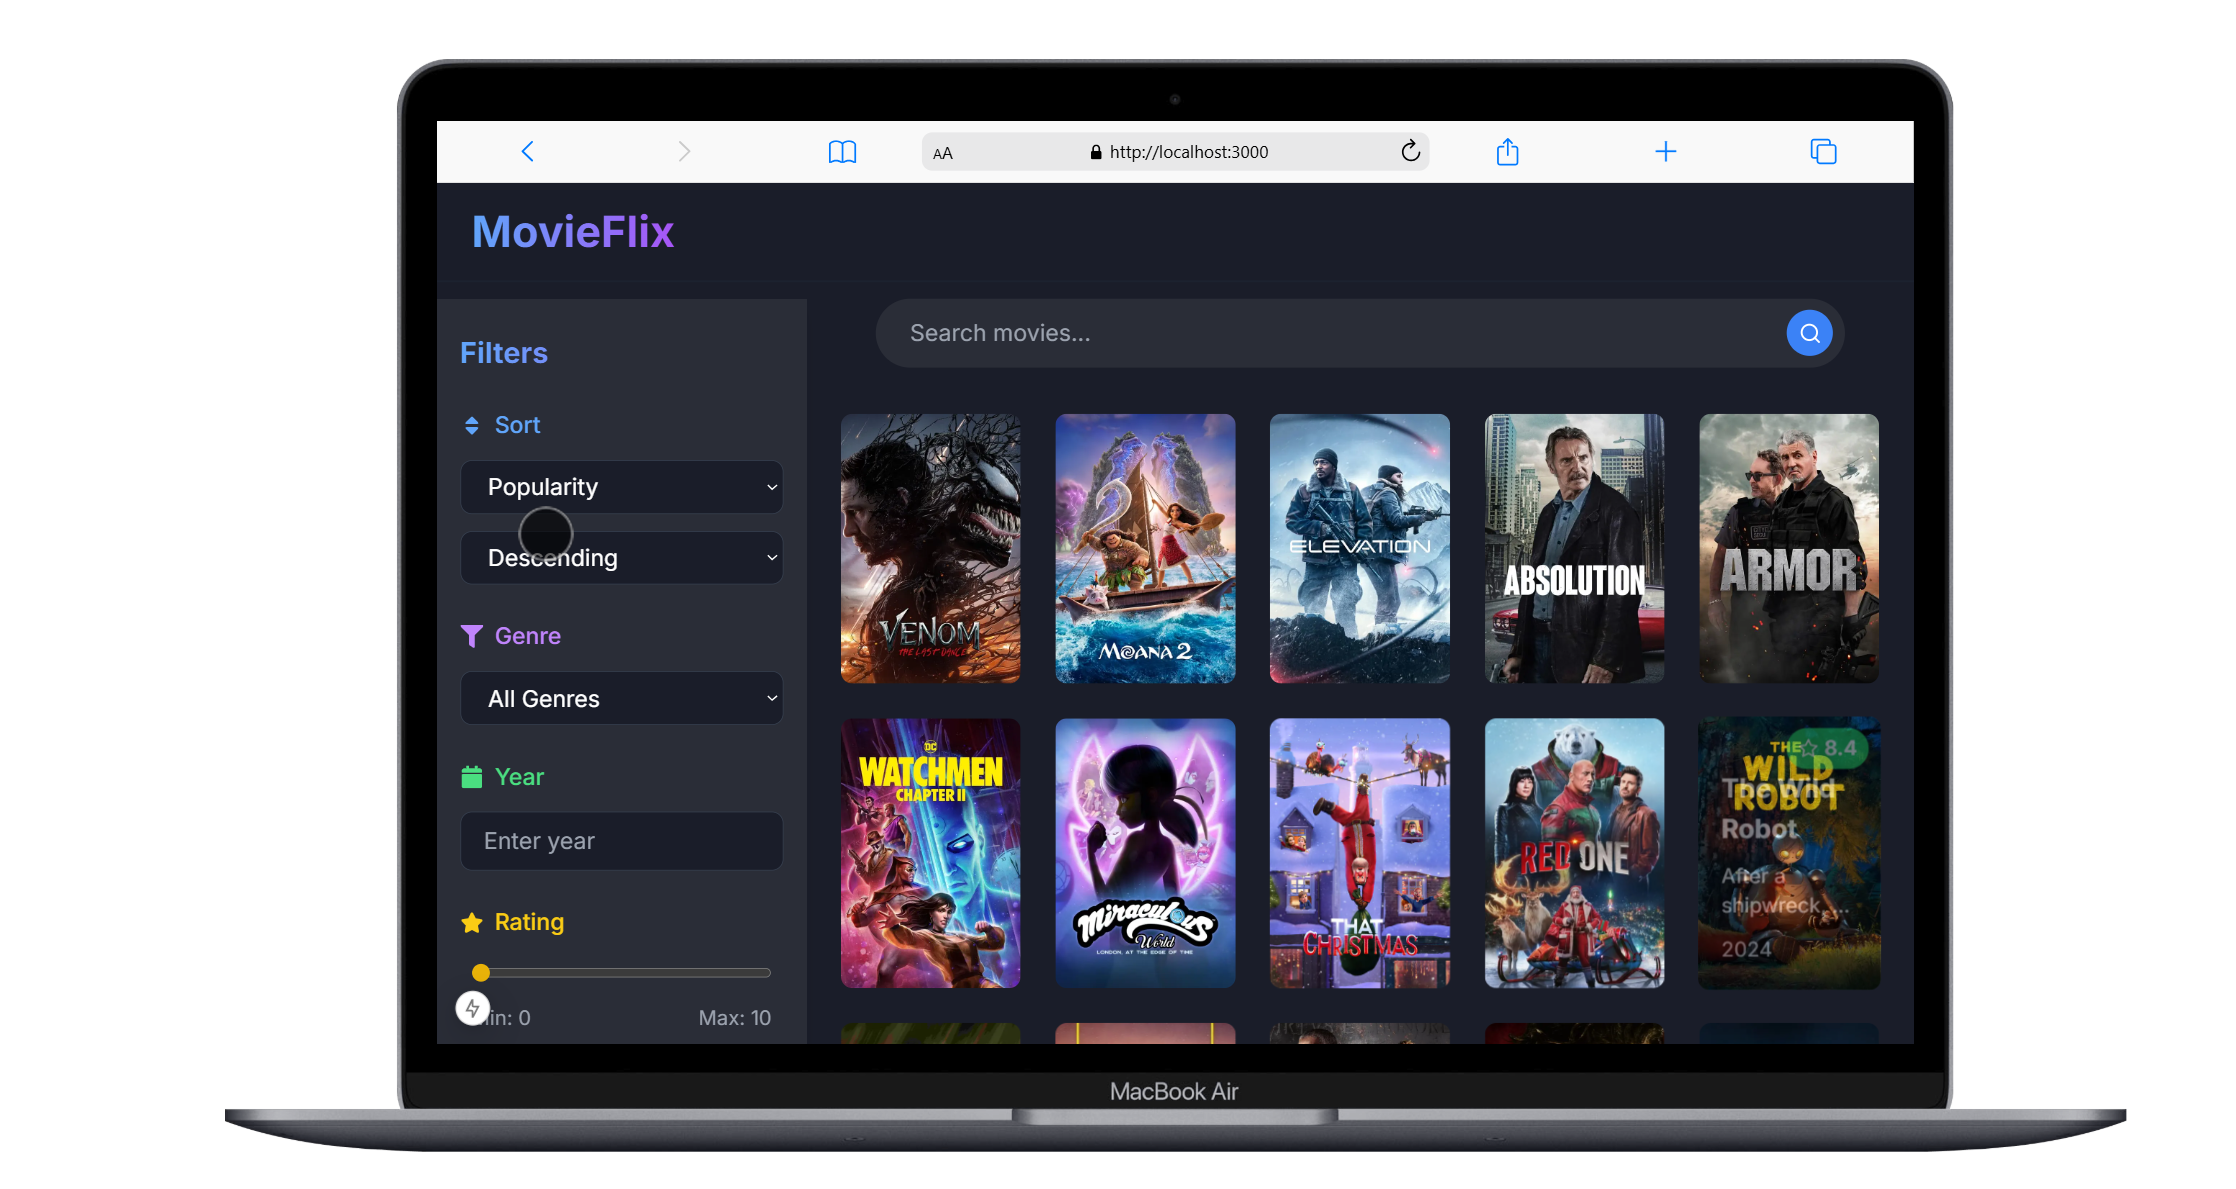 AA
http://localhost:3000
MovieFlix
Search movies...
Filters
Sort
Popularity
Descending
Genre
All Genres
Year
Enter year
Rating
in: 0
Max: 10
VENOM
THE LAST DANCE
MOANA 2
ELEVATION
ABSOLUTION
ARMOR
DC
WATCHMEN
CHAPTER II
Miraculous
World
LONDON, AT THE EDGE OF TIME
THAT
CHRISTMAS
RED ONE
THE
WILD
ROBOT
8.4
The Wild
Robot
After a
shipwreck, ...
2024
MacBook Air